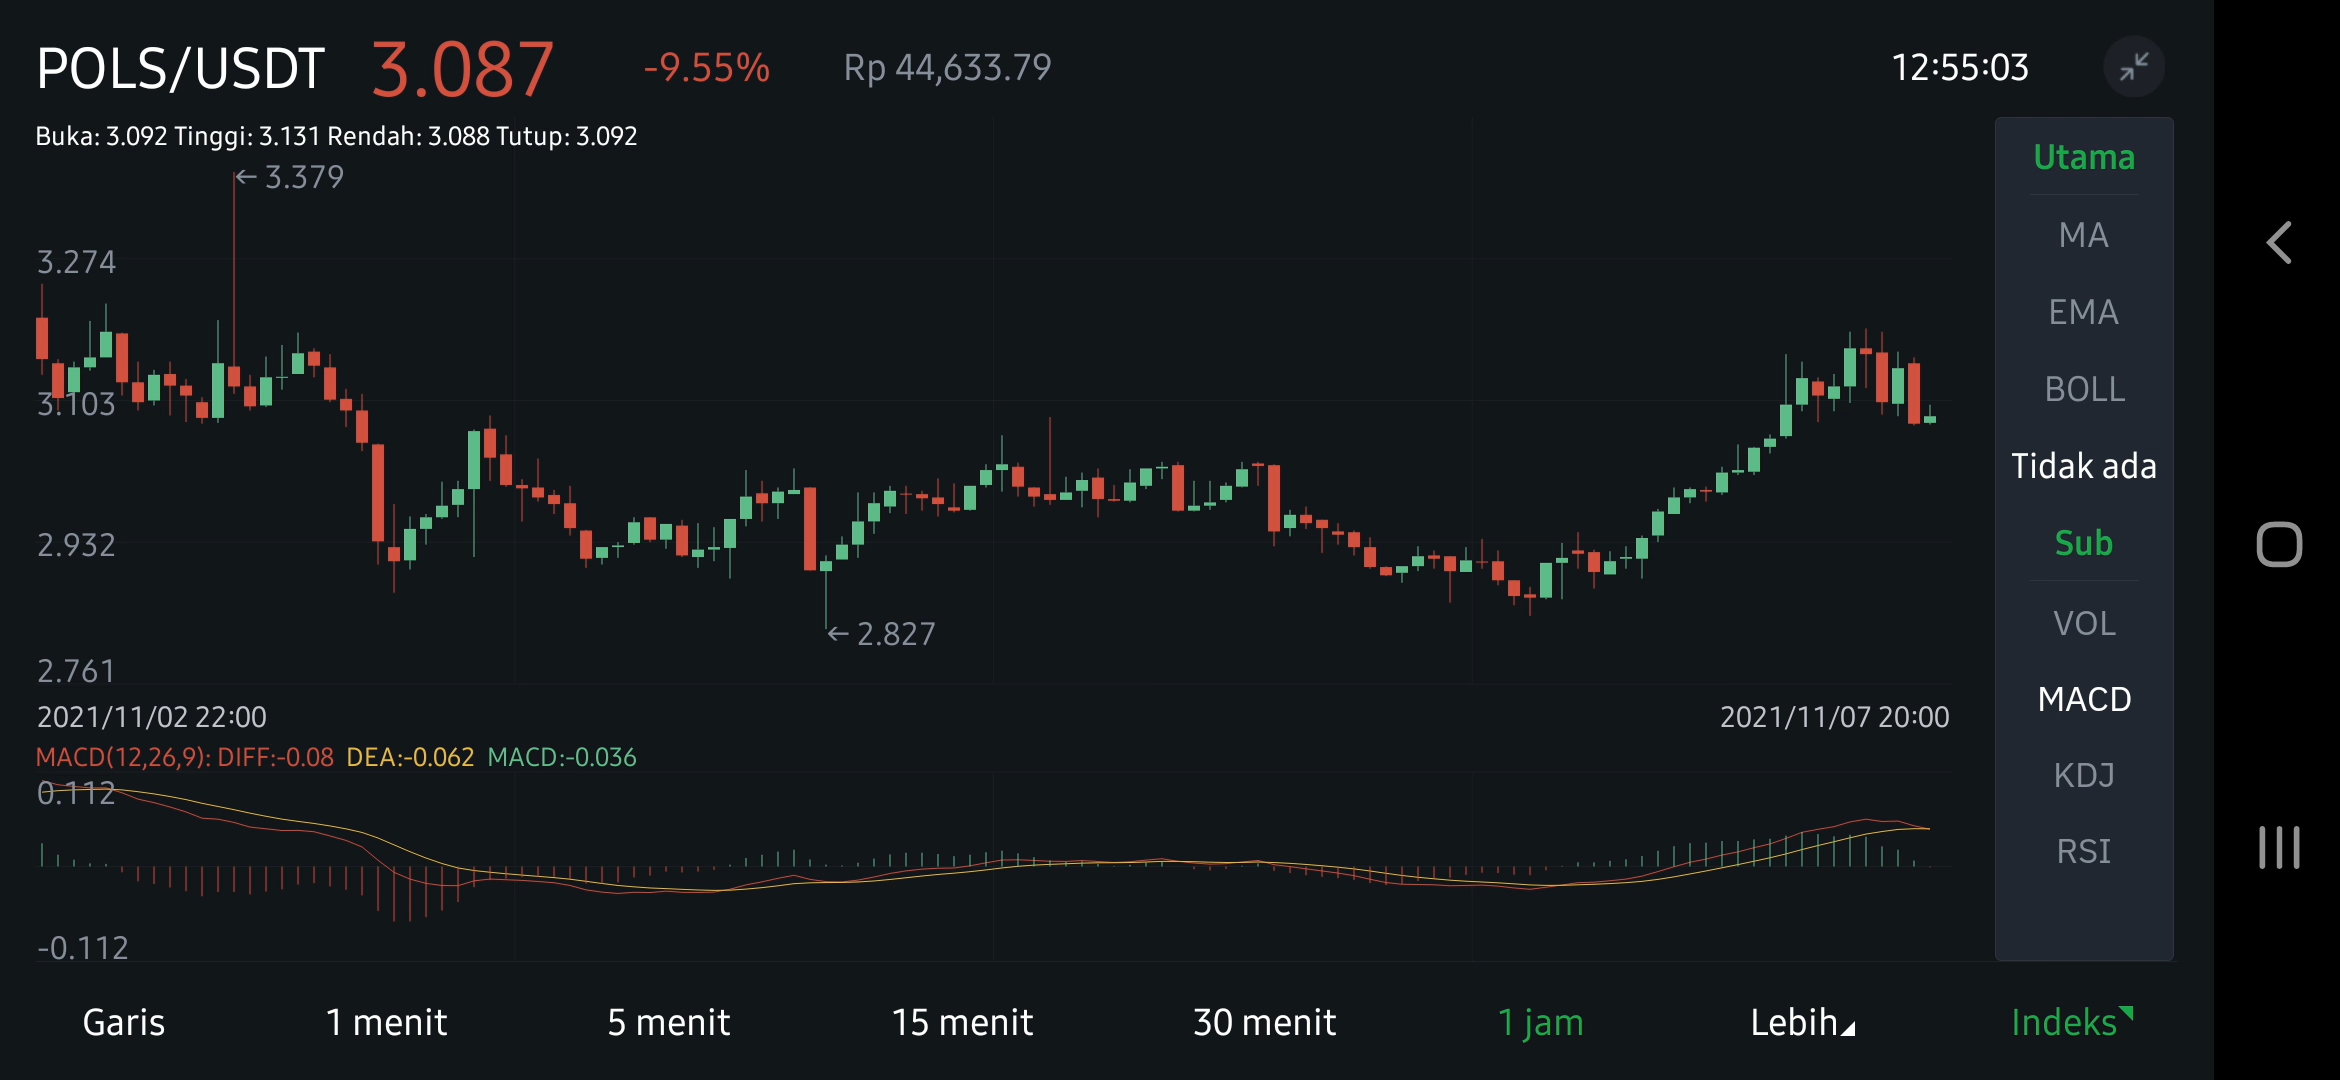 POLS/USDT 3.087 -9.55% Rp 44,633.79 12:55:03
Buka: 3.092 Tinggi: 3.131 Rendah: 3.088 Tutup: 3.092
← 3.379
3.274
3.103
2.932
← 2.827
2.761
2021/11/02 22:00 2021/11/07 20:00
MACD(12,26,9): DIFF:-0.08 DEA:-0.062 MACD:-0.036
0.112
-0.112
Utama
MA
EMA
BOLL
Tidak ada
Sub
VOL
MACD
KDJ
RSI
Garis 1 menit 5 menit 15 menit 30 menit 1 jam Lebih Indeks